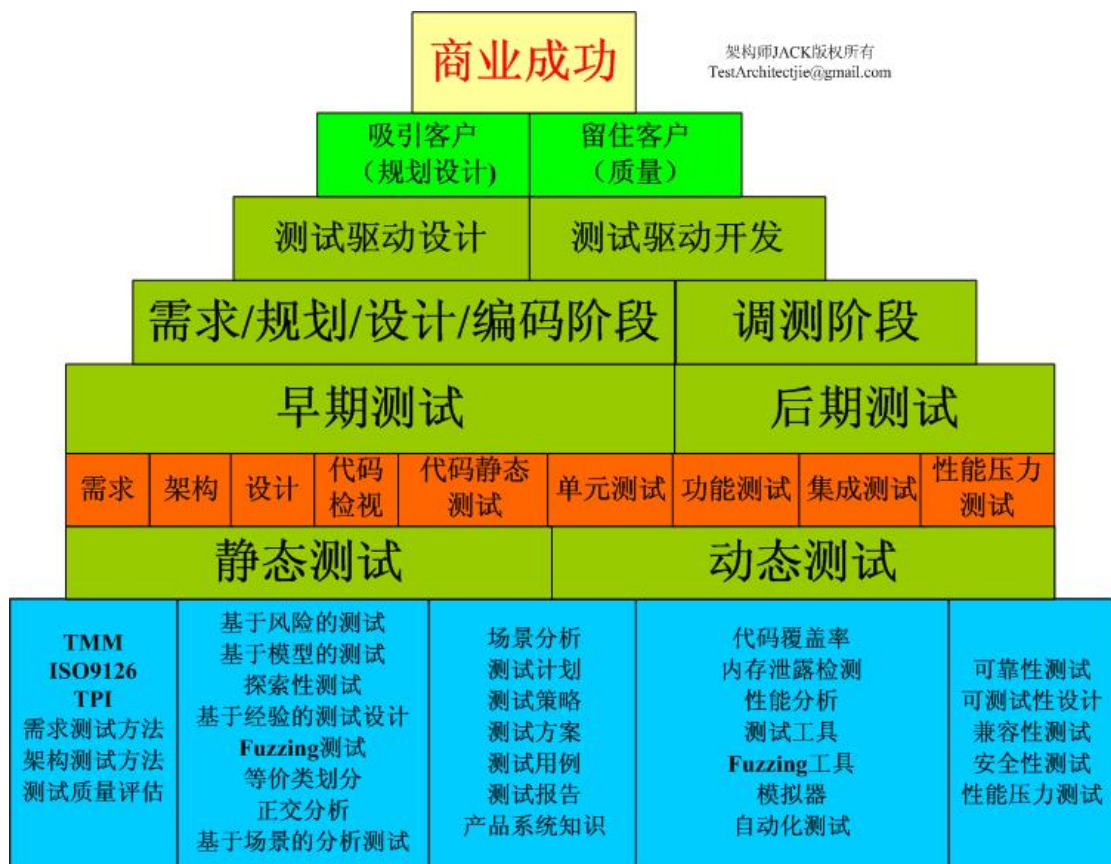 商业成功
架构师JACK版权所有
TestArchitectjie@gmail.com
吸引客户
（规划设计)
留住客户
（质量）
测试驱动设计
测试驱动开发
需求/规划/设计/编码阶段
调测阶段
早期测试
后期测试
需求
架构
设计
代码
检视
代码静态
测试
单元测试
功能测试
集成测试
性能压力
测试
静态测试
动态测试
TMM
ISO9126
TPI
需求测试方法
架构测试方法
测试质量评估
基于风险的测试
基于模型的测试
探索性测试
基于经验的测试设计
Fuzzing测试
等价类划分
正交分析
基于场景的分析测试
场景分析
测试计划
测试策略
测试方案
测试用例
测试报告
产品系统知识
代码覆盖率
内存泄露检测
性能分析
测试工具
Fuzzing工具
模拟器
自动化测试
可靠性测试
可测试性设计
兼容性测试
安全性测试
性能压力测试